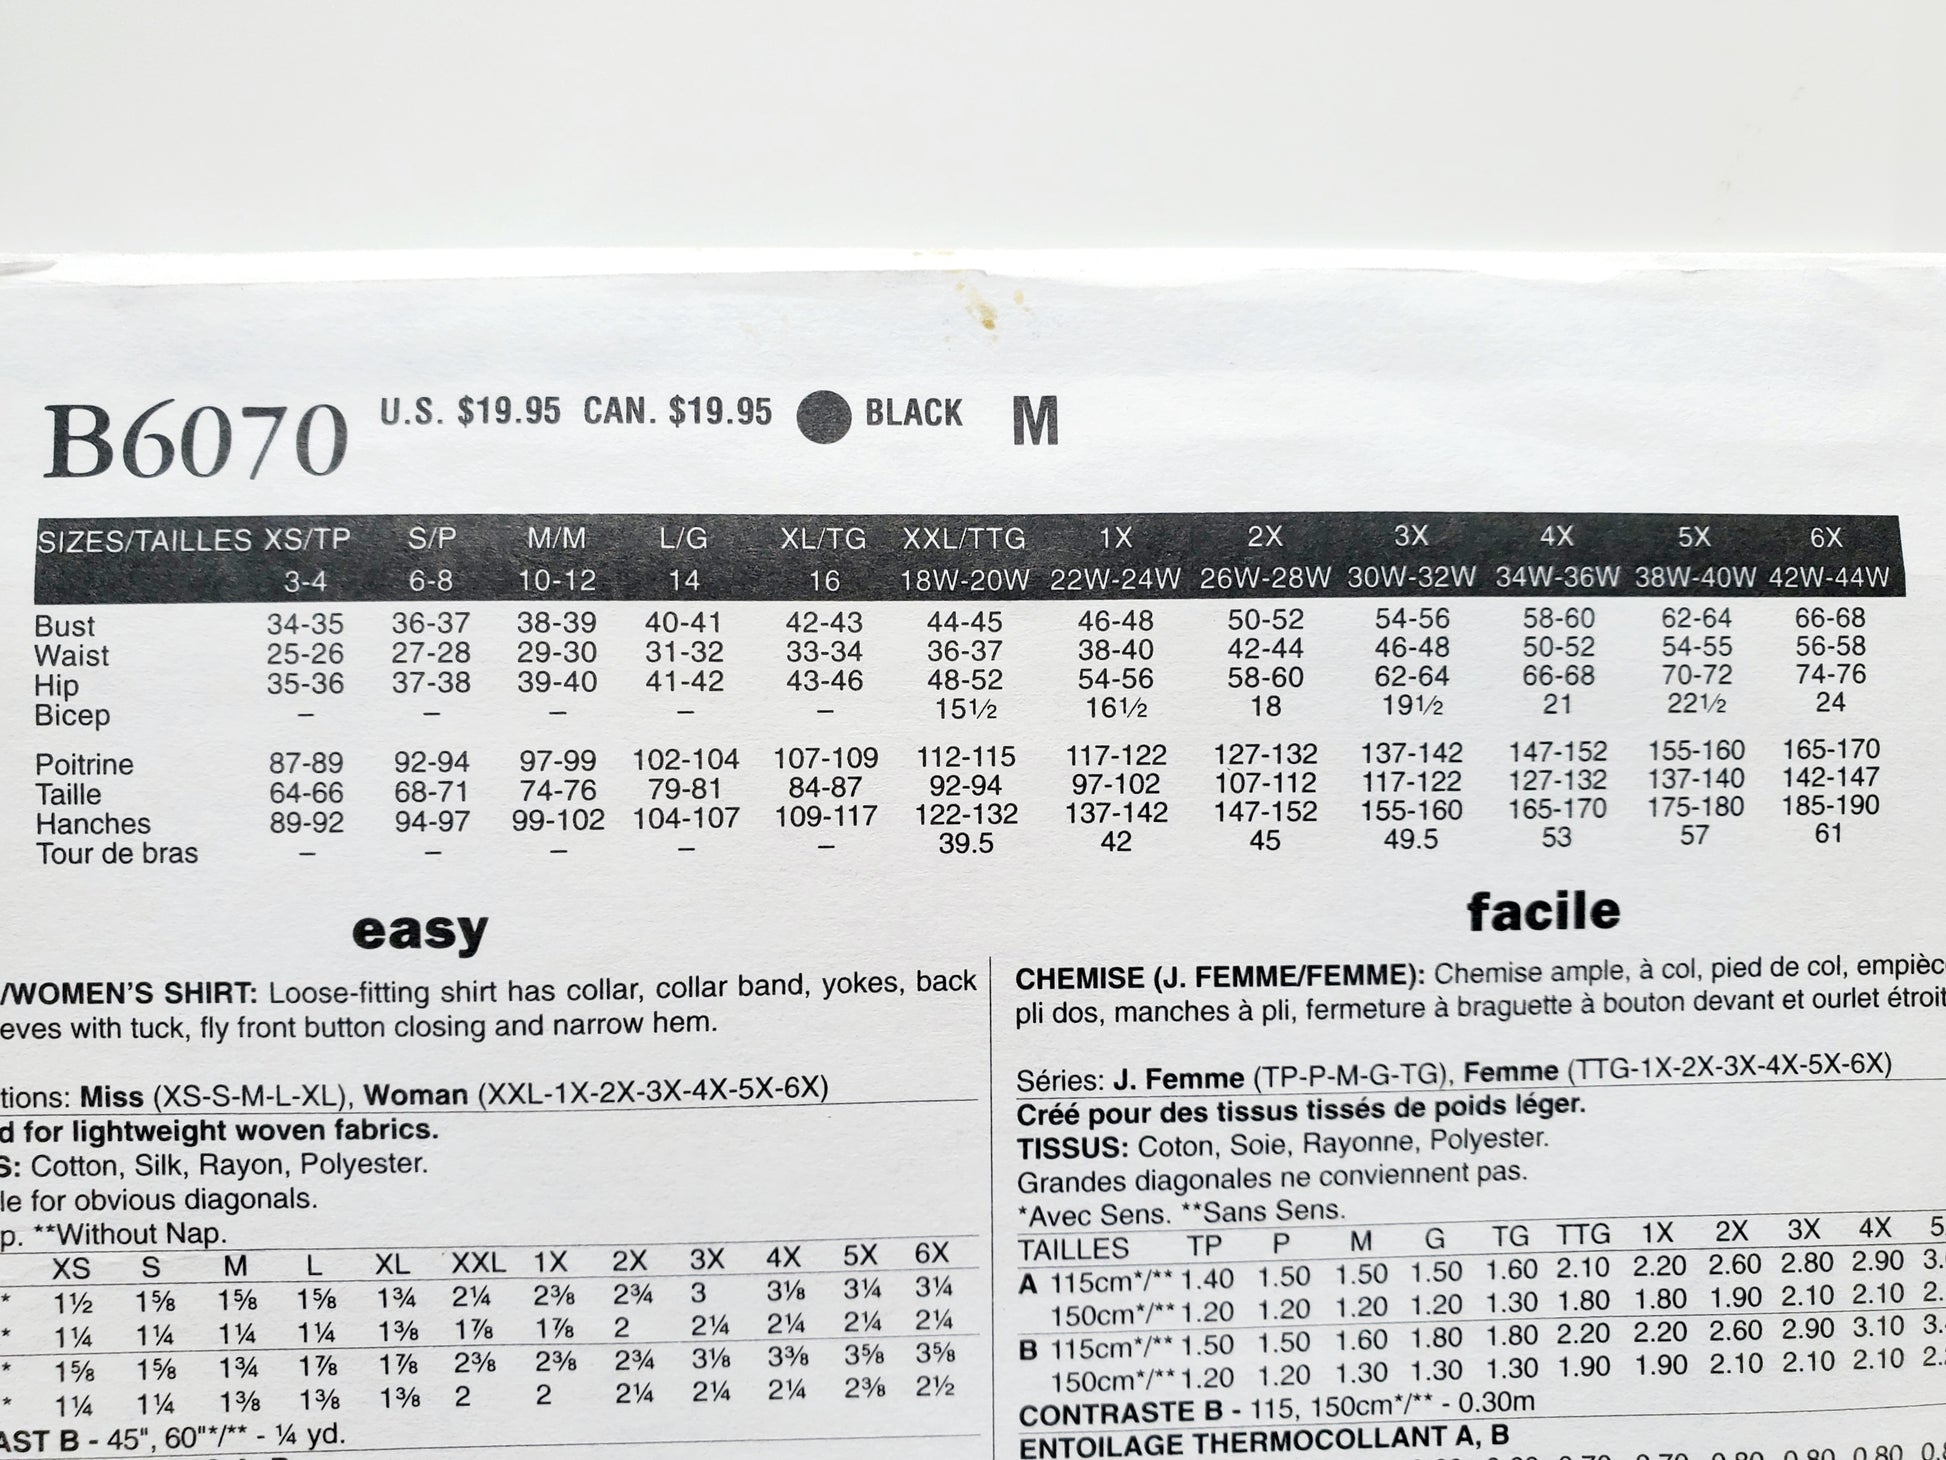 B6070 U.S. $19.95 CAN. $19.95 BLACK M
SIZES/TAILLES XS/TP S/P M/M L/G XL/TG XXL/TTG 1X 2X 3X 4X 5X 6X
3-4 6-8 10-12 14 16 18W-20W 22W-24W 26W-28W 30W-32W 34W-36W 38W-40W 42W-44W
Bust 34-35 36-37 38-39 40-41 42-43 44-45 46-48 50-52 54-56 58-60 62-64 66-68
Waist 25-26 27-28 29-30 31-32 33-34 36-37 38-40 42-44 46-48 50-52 54-55 56-58
Hip 35-36 37-38 39-40 41-42 43-46 48-52 54-56 58-60 62-64 66-68 70-72 74-76
Bicep – – – – – 15½ 16½ 18 19½ 21 22½ 24
Poitrine 87-89 92-94 97-99 102-104 107-109 112-115 117-122 127-132 137-142 147-152 155-160 165-170
Taille 64-66 68-71 74-76 79-81 84-87 92-94 97-102 107-112 117-122 127-132 137-140 142-147
Hanches 89-92 94-97 99-102 104-107 109-117 122-132 137-142 147-152 155-160 165-170 175-180 185-190
Tour de bras – – – – – 39.5 42 45 49.5 53 57 61
easy
/WOMEN'S SHIRT: Loose-fitting shirt has collar, collar band, yokes, back
eves with tuck, fly front button closing and narrow hem.
tions: Miss (XS-S-M-L-XL), Woman (XXL-1X-2X-3X-4X-5X-6X)
d for lightweight woven fabrics.
S: Cotton, Silk, Rayon, Polyester.
le for obvious diagonals.
p. **Without Nap.
XS S M L XL XXL 1X 2X 3X 4X 5X 6X
* 1½ 1⅝ 1⅝ 1⅝ 1¾ 2¼ 2⅜ 2¾ 3 3⅛ 3¼ 3¼
* 1¼ 1¼ 1¼ 1¼ 1⅜ 1⅞ 1⅞ 2 2¼ 2¼ 2¼ 2¼
* 1⅝ 1⅝ 1¾ 1⅞ 1⅞ 2⅜ 2⅜ 2¾ 3⅛ 3⅜ 3⅝ 3⅝
* 1¼ 1¼ 1⅜ 1⅜ 1⅜ 2 2 2¼ 2¼ 2¼ 2⅜ 2½
AST B - 45", 60"*/** - ¼ yd.
facile
CHEMISE (J. FEMME/FEMME): Chemise ample, à col, pied de col, empièc
pli dos, manches à pli, fermeture à braguette à bouton devant et ourlet étroit
Séries: J. Femme (TP-P-M-G-TG), Femme (TTG-1X-2X-3X-4X-5X-6X)
Créé pour des tissus tissés de poids léger.
TISSUS: Coton, Soie, Rayonne, Polyester.
Grandes diagonales ne conviennent pas.
*Avec Sens. **Sans Sens.
TAILLES TP P M G TG TTG 1X 2X 3X 4X 5
A 115cm*/** 1.40 1.50 1.50 1.50 1.60 2.10 2.20 2.60 2.80 2.90 3.
150cm*/** 1.20 1.20 1.20 1.20 1.30 1.80 1.80 1.90 2.10 2.10 2.
B 115cm*/** 1.50 1.50 1.60 1.80 1.80 2.20 2.20 2.60 2.90 3.10 3.
150cm*/** 1.20 1.20 1.30 1.30 1.30 1.90 1.90 2.10 2.10 2.10 2.
CONTRASTE B - 115, 150cm*/** - 0.30m
ENTOILAGE THERMOCOLLANT A, B